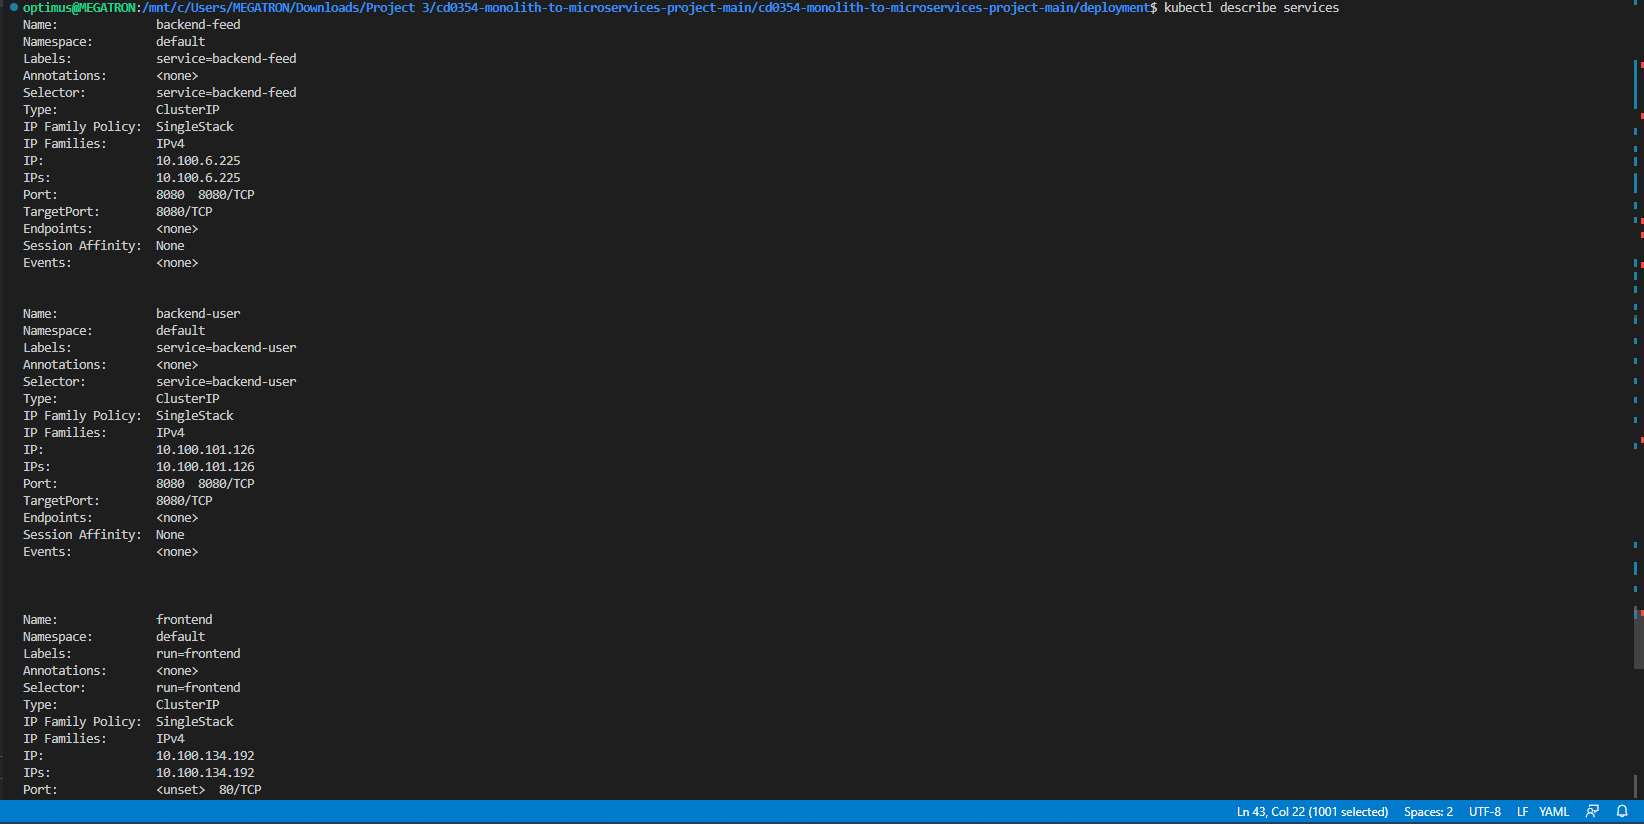 optimus@MEGATRON:/mnt/c/Users/MEGATRON/Downloads/Project 3/cd0354-monolith-to-microservices-project-main/cd0354-monolith-to-microservices-project-main/deployment$ kubectl describe services
Name:              backend-feed
Namespace:         default
Labels:            service=backend-feed
Annotations:       <none>
Selector:          service=backend-feed
Type:              ClusterIP
IP Family Policy:  SingleStack
IP Families:       IPv4
IP:                10.100.6.225
IPs:               10.100.6.225
Port:              8080  8080/TCP
TargetPort:        8080/TCP
Endpoints:         <none>
Session Affinity:  None
Events:            <none>
Name:              backend-user
Namespace:         default
Labels:            service=backend-user
Annotations:       <none>
Selector:          service=backend-user
Type:              ClusterIP
IP Family Policy:  SingleStack
IP Families:       IPv4
IP:                10.100.101.126
IPs:               10.100.101.126
Port:              8080  8080/TCP
TargetPort:        8080/TCP
Endpoints:         <none>
Session Affinity:  None
Events:            <none>
Name:              frontend
Namespace:         default
Labels:            run=frontend
Annotations:       <none>
Selector:          run=frontend
Type:              ClusterIP
IP Family Policy:  SingleStack
IP Families:       IPv4
IP:                10.100.134.192
IPs:               10.100.134.192
Port:              <unset>  80/TCP
Ln 43, Col 22 (1001 selected) Spaces: 2 UTF-8 LF YAML